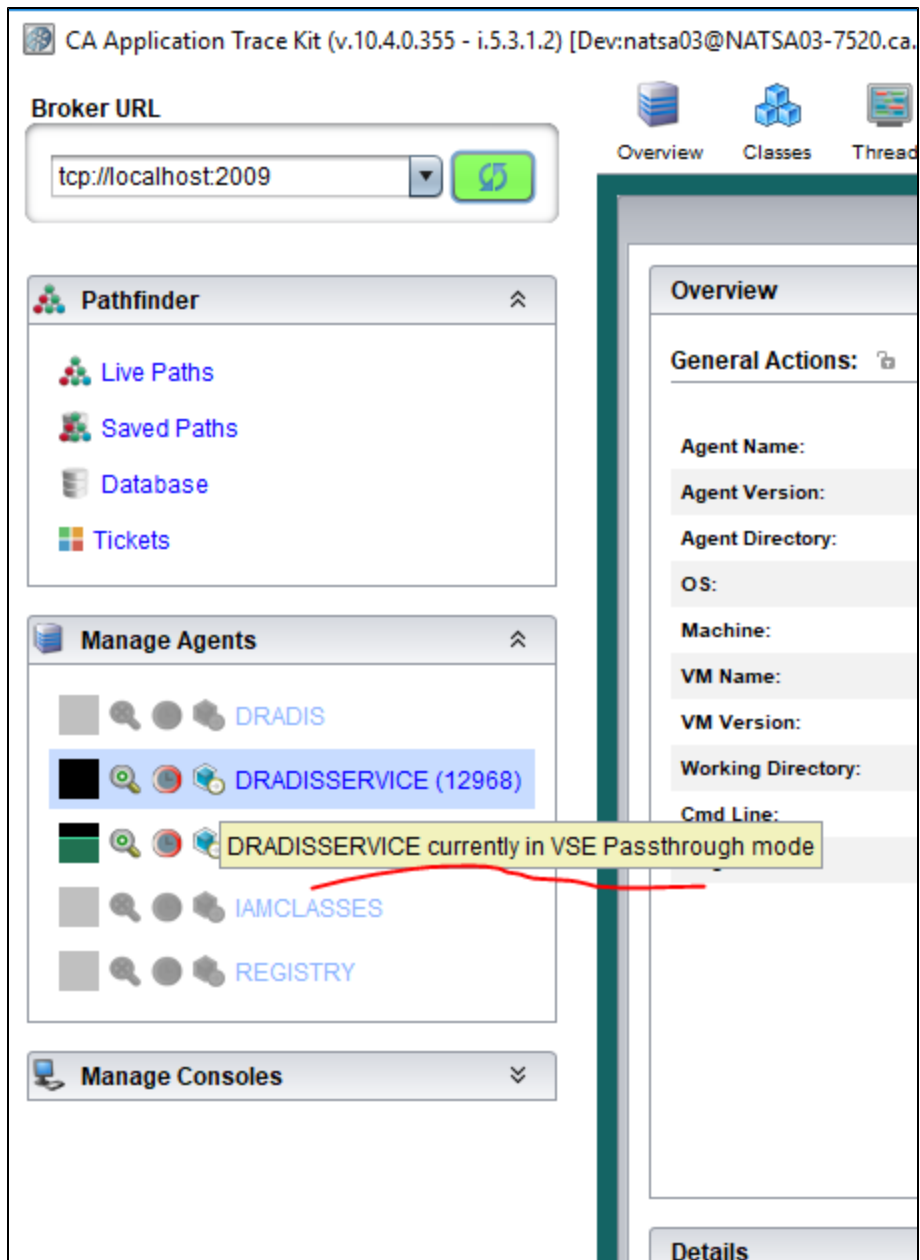 CA Application Trace Kit (v.10.4.0.355 - i.5.3.1.2) [Dev:natsa03@NATSA03-7520.ca.
Broker URL
tcp://localhost:2009
Overview
Classes
Thread
Pathfinder
Live Paths
Saved Paths
Database
Tickets
Manage Agents
DRADIS
DRADISSERVICE (12968)
DRADISSERVICE currently in VSE Passthrough mode
IAMCLASSES
REGISTRY
Manage Consoles
Overview
General Actions:
Agent Name:
Agent Version:
Agent Directory:
OS:
Machine:
VM Name:
VM Version:
Working Directory:
Cmd Line:
Details